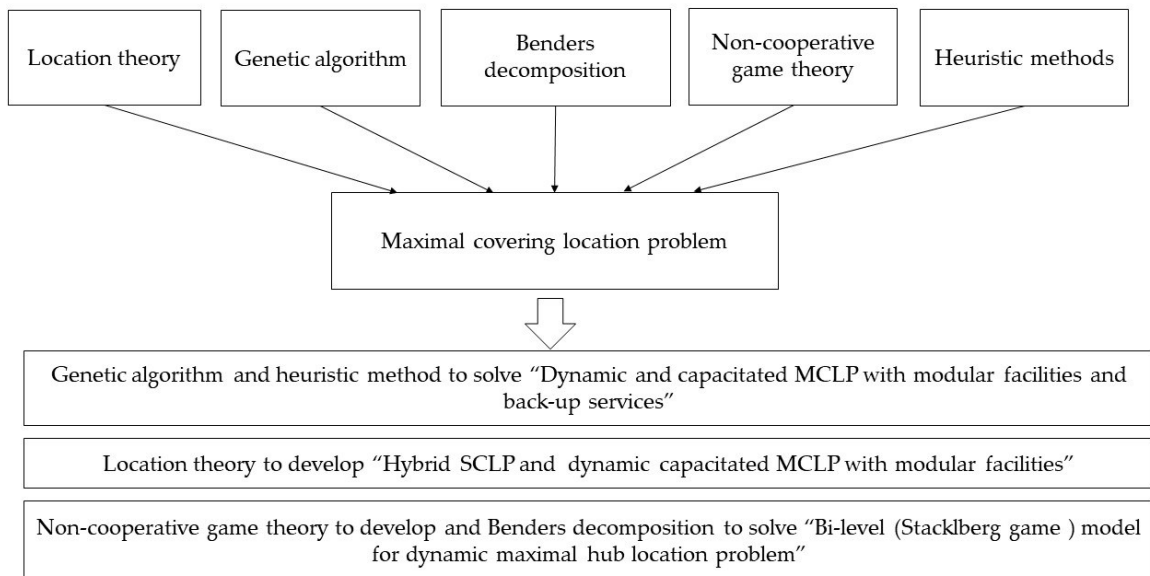 Location theory
Genetic algorithm
Benders
decomposition
Non-cooperative
game theory
Heuristic methods
Maximal covering location problem
Genetic algorithm and heuristic method to solve “Dynamic and capacitated MCLP with modular facilities and
back-up services”
Location theory to develop “Hybrid SCLP and dynamic capacitated MCLP with modular facilities”
Non-cooperative game theory to develop and Benders decomposition to solve “Bi-level (Stacklberg game ) model
for dynamic maximal hub location problem”